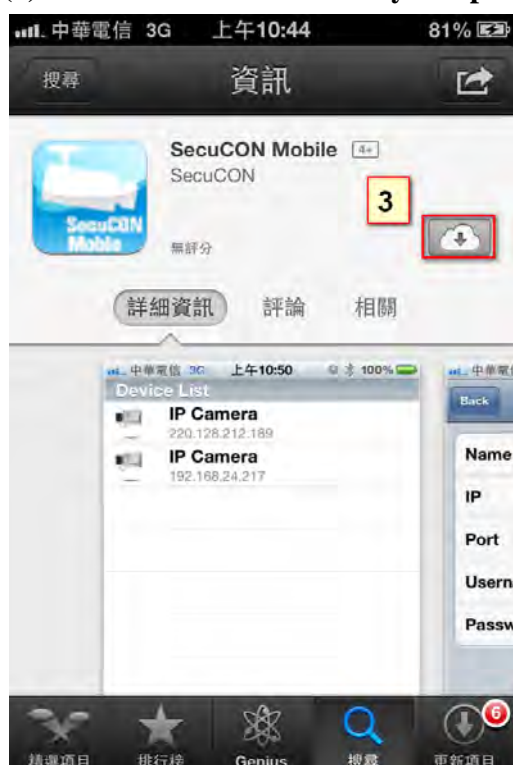 中華電信 3G 上午10:44 81%
搜尋 資訊
SecuCON Mobile 4+
SecuCON
3
SecuCON
Mobile
無評分
詳細資訊 評論 相關
中華電信 3G 上午10:50 100%
Device List
IP Camera
220.128.212.189
IP Camera
192.168.24.217
中華電
Back
Name
IP
Port
Usern
Passw
6
精選項目 排行榜 Genius 搜尋 更新項目